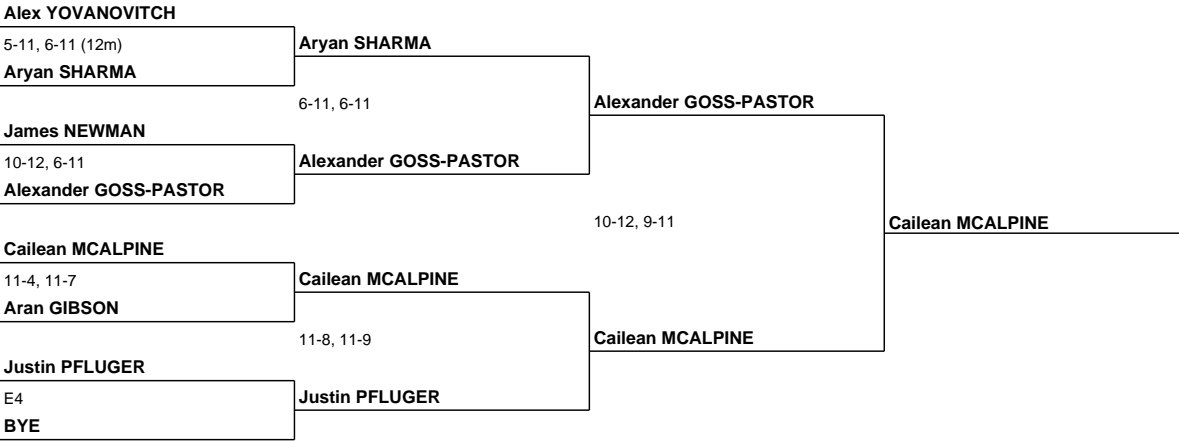 Alex YOVANOVITCH
5-11, 6-11 (12m)
Aryan SHARMA
Aryan SHARMA
6-11, 6-11
James NEWMAN
10-12, 6-11
Alexander GOSS-PASTOR
Alexander GOSS-PASTOR
Alexander GOSS-PASTOR
10-12, 9-11
Cailean MCALPINE
Cailean MCALPINE
11-4, 11-7
Aran GIBSON
Cailean MCALPINE
11-8, 11-9
Cailean MCALPINE
Justin PFLUGER
E4
BYE
Justin PFLUGER